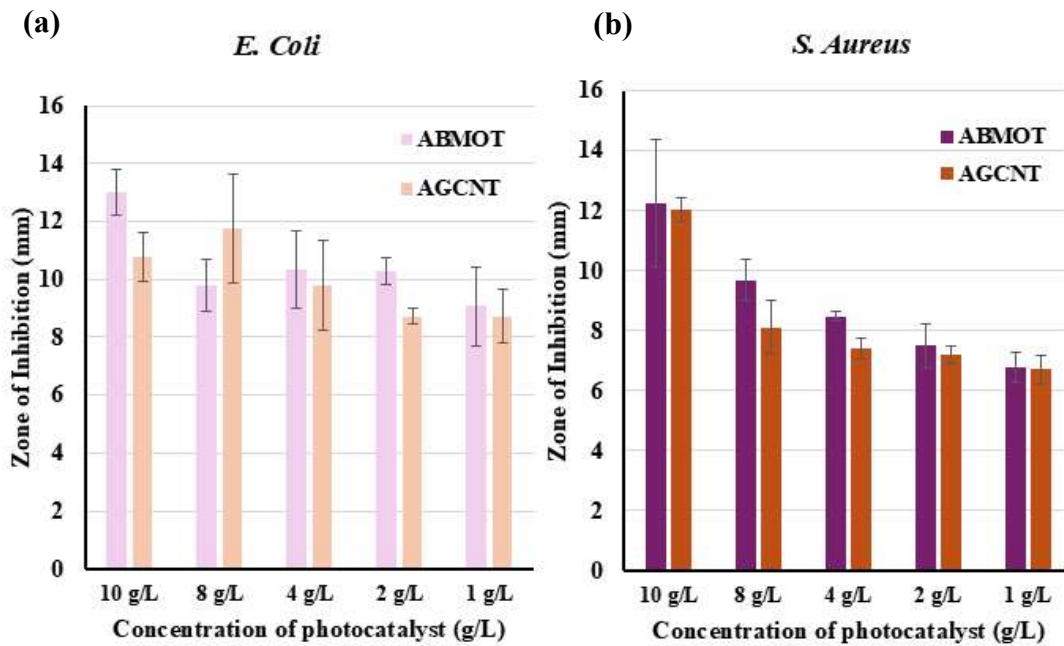 (a)
E. Coli
16
14
12
10
8
6
4
2
0
Zone of Inhibition (mm)
ABMOT
AGCNT
10 g/L 8 g/L 4 g/L 2 g/L 1 g/L
Concentration of photocatalyst (g/L)
(b)
S. Aureus
16
14
12
10
8
6
4
2
0
Zone of Inhibition (mm)
ABMOT
AGCNT
10 g/L 8 g/L 4 g/L 2 g/L 1 g/L
Concentration of photocatalyst (g/L)